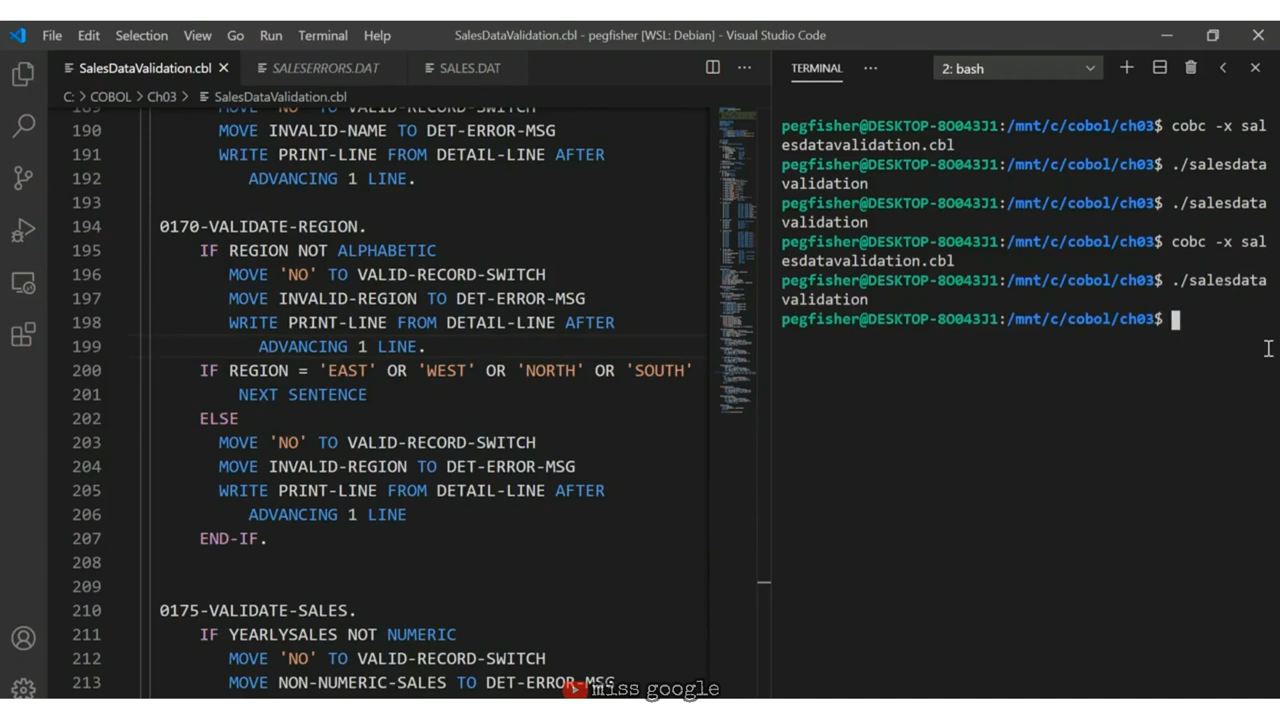 File Edit Selection View Go Run Terminal Help SalesDataValidation.cbl - pegfisher [WSL: Debian] - Visual Studio Code
SalesDataValidation.cbl SALESERRORS.DAT SALES.DAT
C: > COBOL > Ch03 > SalesDataValidation.cbl
189 MOVE 'NO' TO VALID-RECORD-SWITCH
190 MOVE INVALID-NAME TO DET-ERROR-MSG
191 WRITE PRINT-LINE FROM DETAIL-LINE AFTER
192 ADVANCING 1 LINE.
193
194 0170-VALIDATE-REGION.
195 IF REGION NOT ALPHABETIC
196 MOVE 'NO' TO VALID-RECORD-SWITCH
197 MOVE INVALID-REGION TO DET-ERROR-MSG
198 WRITE PRINT-LINE FROM DETAIL-LINE AFTER
199 ADVANCING 1 LINE.
200 IF REGION = 'EAST' OR 'WEST' OR 'NORTH' OR 'SOUTH'
201 NEXT SENTENCE
202 ELSE
203 MOVE 'NO' TO VALID-RECORD-SWITCH
204 MOVE INVALID-REGION TO DET-ERROR-MSG
205 WRITE PRINT-LINE FROM DETAIL-LINE AFTER
206 ADVANCING 1 LINE
207 END-IF.
208
209
210 0175-VALIDATE-SALES.
211 IF YEARLYSALES NOT NUMERIC
212 MOVE 'NO' TO VALID-RECORD-SWITCH
213 MOVE NON-NUMERIC-SALES TO DET-ERROR-MSG
TERMINAL 2: bash
pegfisher@DESKTOP-8O043J1:/mnt/c/cobol/ch03$ cobc -x sal
esdatavalidation.cbl
pegfisher@DESKTOP-8O043J1:/mnt/c/cobol/ch03$ ./salesdata
validation
pegfisher@DESKTOP-8O043J1:/mnt/c/cobol/ch03$ ./salesdata
validation
pegfisher@DESKTOP-8O043J1:/mnt/c/cobol/ch03$ cobc -x sal
esdatavalidation.cbl
pegfisher@DESKTOP-8O043J1:/mnt/c/cobol/ch03$ ./salesdata
validation
pegfisher@DESKTOP-8O043J1:/mnt/c/cobol/ch03$
miss google